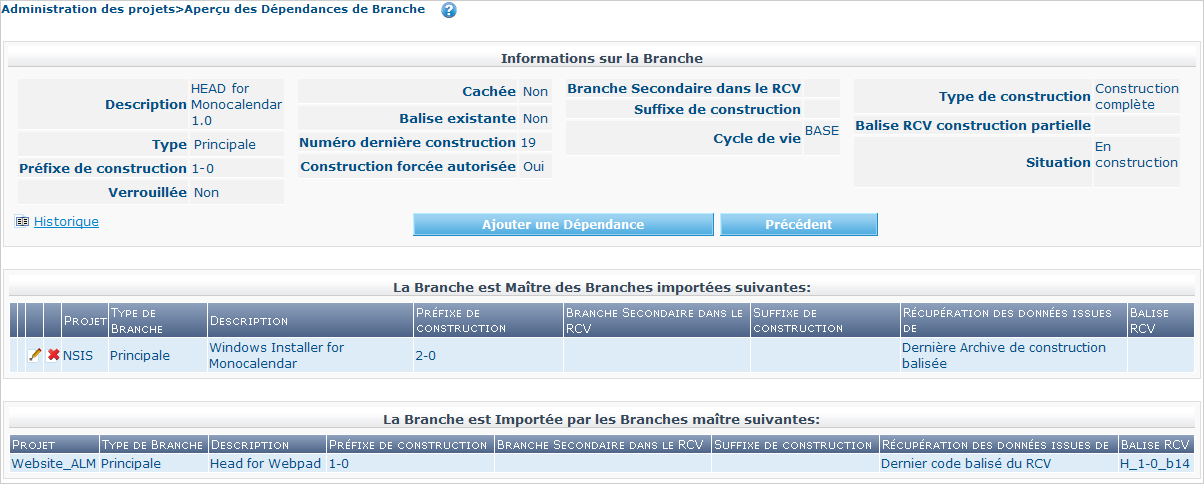 Administration des projets>Aperçu des Dépendances de Branche
Informations sur la Branche
Description HEAD for Monocalendar 1.0
Type Principale
Préfixe de construction 1-0
Verrouillée Non
Cachée Non
Balise existante Non
Numéro dernière construction 19
Construction forcée autorisée Oui
Branche Secondaire dans le RCV
Suffixe de construction
Cycle de vie BASE
Type de construction Construction complète
Balise RCV construction partielle
Situation En construction
Historique
Ajouter une Dépendance
Précédent
La Branche est Maître des Branches importées suivantes:
Projet Type de Branche Description Préfixe de construction Branche Secondaire dans le RCV Suffixe de construction Récupération des données issues de Balise RCV
NSIS Principale Windows Installer for Monocalendar 2-0 Dernière Archive de construction balisée
La Branche est Importée par les Branches maître suivantes:
Projet Type de Branche Description Préfixe de construction Branche Secondaire dans le RCV Suffixe de construction Récupération des données issues de Balise RCV
Website_ALM Principale Head for Webpad 1-0 Dernier code balisé du RCV H_1-0_b14